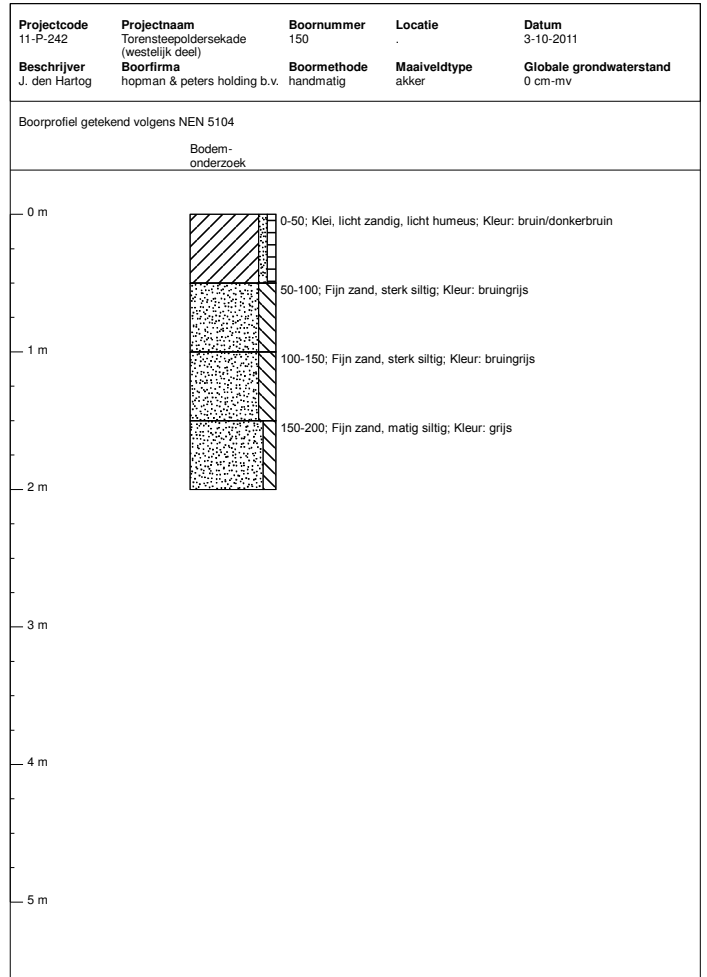 Projectcode Projectnaam Boornummer Locatie Datum
11-P-242 Torensteepoldersekade 150 . 3-10-2011
(westelijk deel)
Beschrijver Boorfirma Boormethode Maaiveldtype Globale grondwaterstand
J. den Hartog hopman & peters holding b.v. handmatig akker 0 cm-mv
Boorprofiel getekend volgens NEN 5104
Bodem-
onderzoek
0 m
0-50; Klei, licht zandig, licht humeus; Kleur: bruin/donkerbruin
50-100; Fijn zand, sterk siltig; Kleur: bruingrijs
1 m
100-150; Fijn zand, sterk siltig; Kleur: bruingrijs
150-200; Fijn zand, matig siltig; Kleur: grijs
2 m
3 m
4 m
5 m